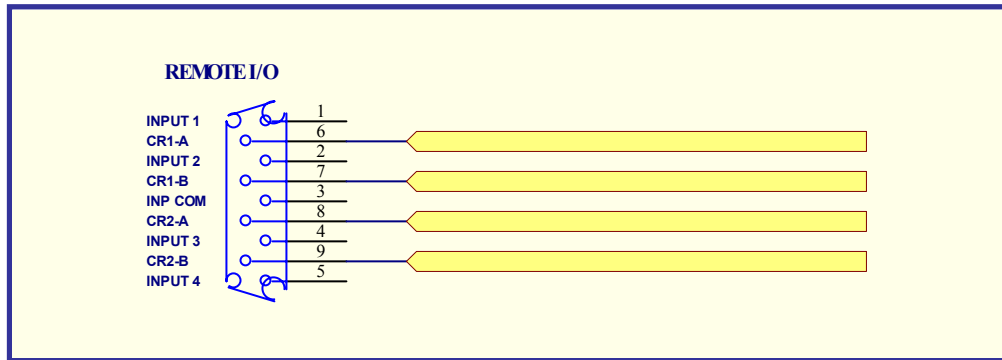 REMOTE I/O
INPUT 1 1
CR1-A 6
INPUT 2 2
CR1-B 7
INP COM 3
CR2-A 8
INPUT 3 4
CR2-B 9
INPUT 4 5